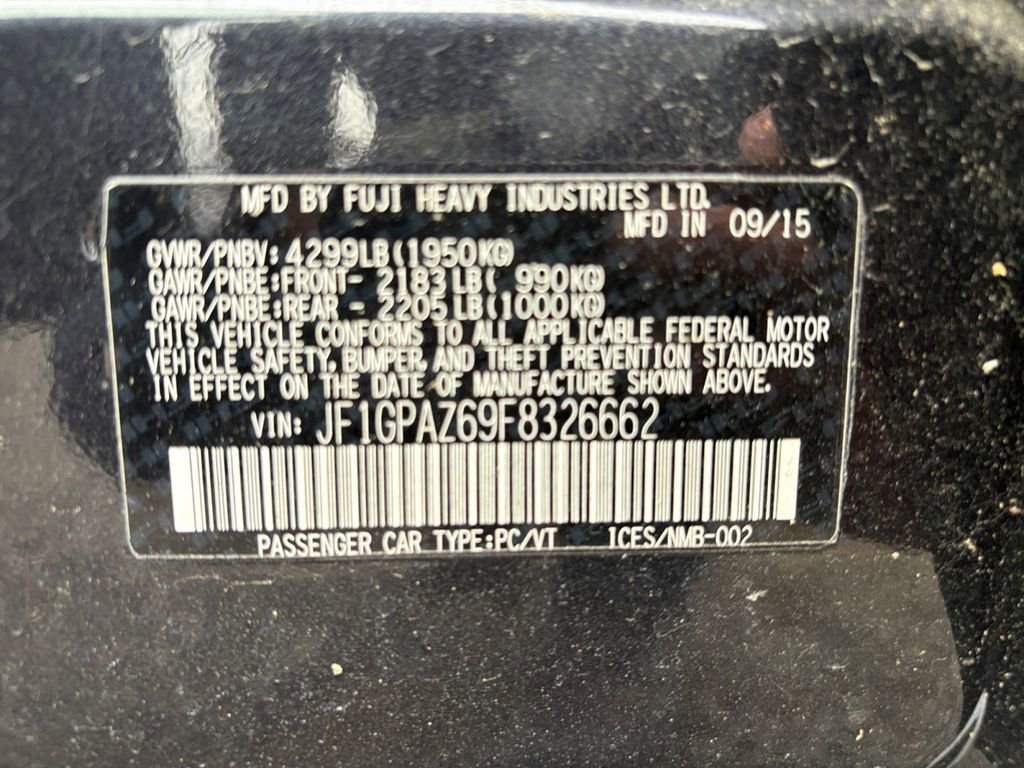 MFD BY FUJI HEAVY INDUSTRIES LTD.
MFD IN 09/15
GVWR/PNBV: 4299LB(1950KG)
GAWR/PNBE:FRONT- 2183LB( 990KG)
GAWR/PNBE:REAR - 2205LB(1000KG)
THIS VEHICLE CONFORMS TO ALL APPLICABLE FEDERAL MOTOR
VEHICLE SAFETY, BUMPER, AND THEFT PREVENTION STANDARDS
IN EFFECT ON THE DATE OF MANUFACTURE SHOWN ABOVE.
VIN: JF1GPAZ69F8326662
PASSENGER CAR TYPE:PC/VT ICES/NMB-002